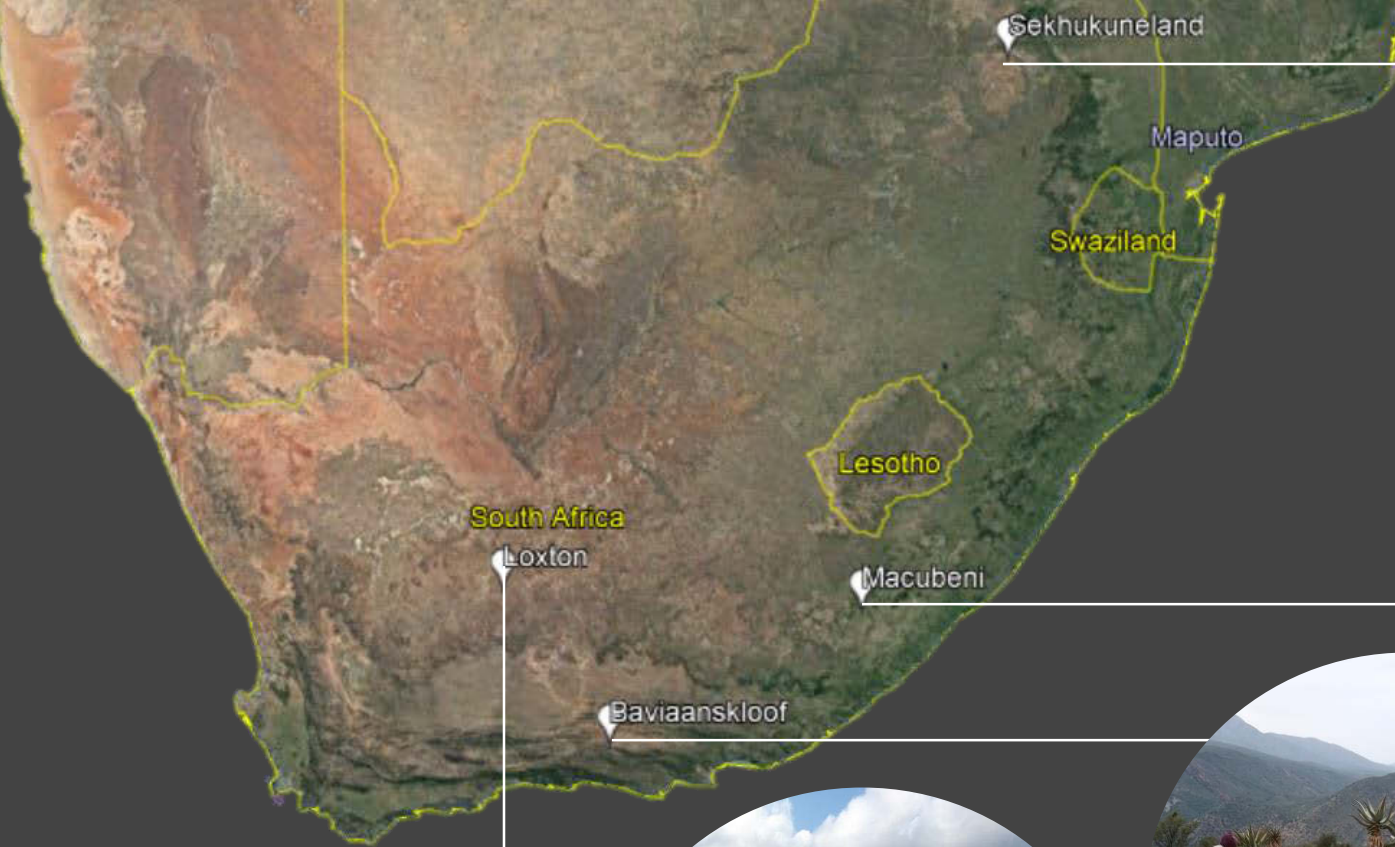 Sekhukuneland
Maputo
Swaziland
Lesotho
South Africa
Loxton
Macubeni
Baviaanskloof